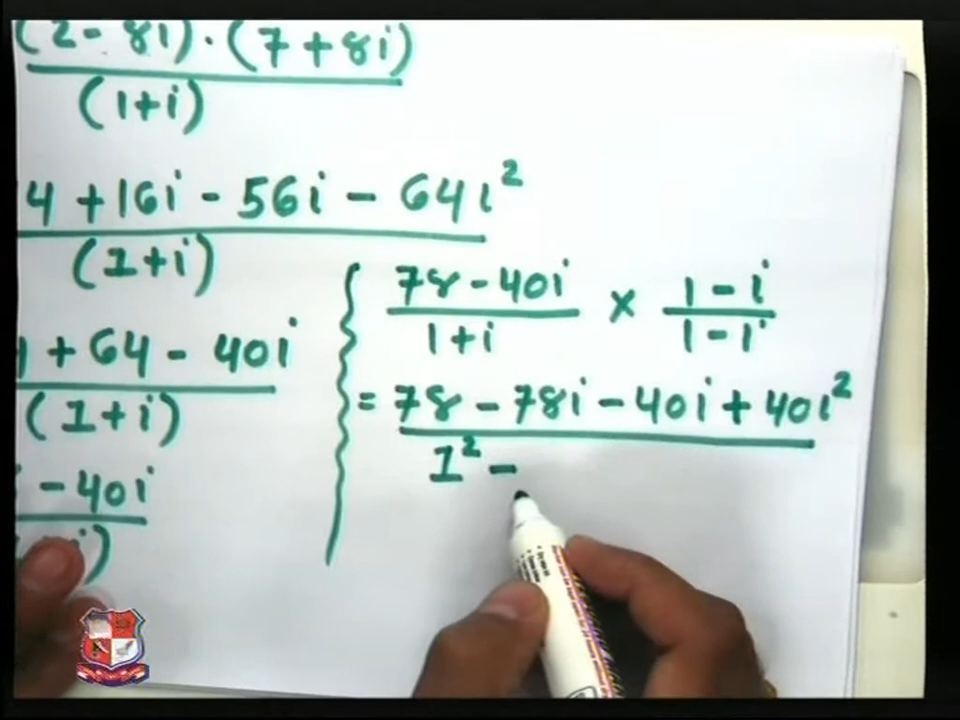 (2 - 8i) · (7 + 8i)
(1+i)
4 + 16i - 56i - 64i²
(1+i)
+ 64 - 40i
(1+i)
- 40i
i)
78 - 40i × 1 - i
1 + i 1 - i
= 78 - 78i - 40i + 40i²
1² -